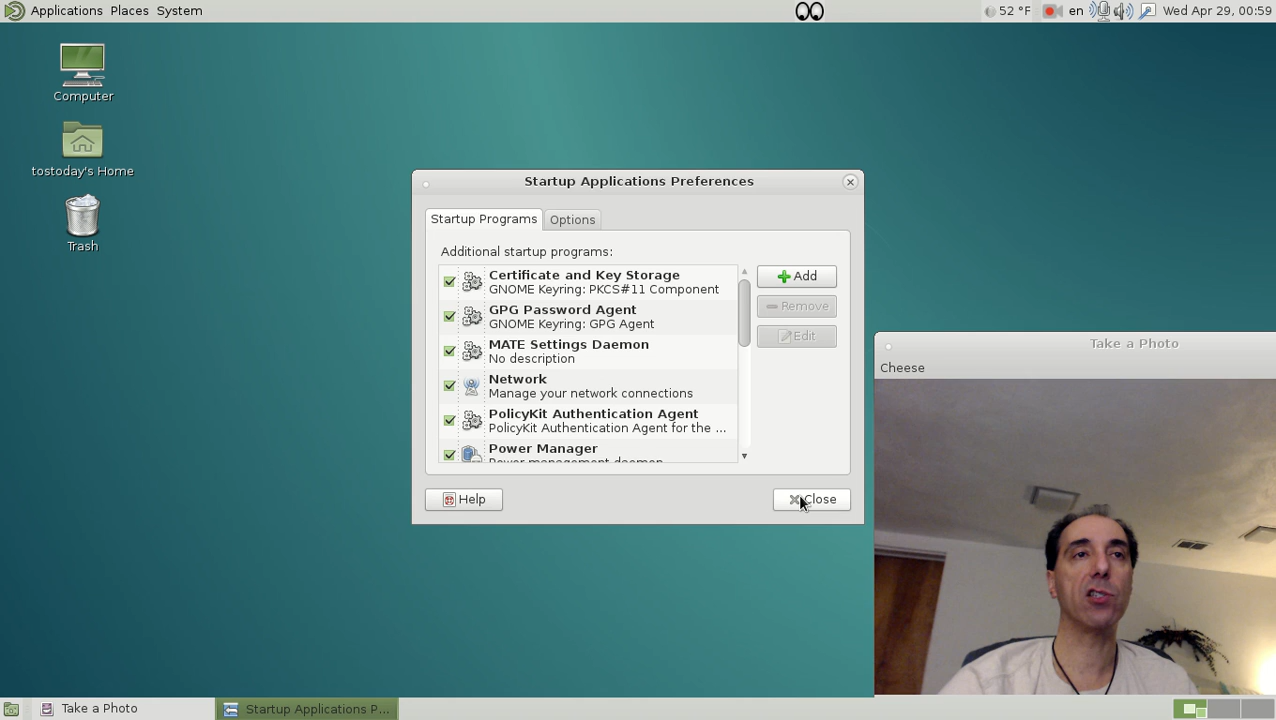 Applications Places System
52 °F en Wed Apr 29, 00:59
Computer
tostoday's Home
Trash
Startup Applications Preferences
Startup Programs Options
Additional startup programs:
Certificate and Key Storage
GNOME Keyring: PKCS#11 Component
GPG Password Agent
GNOME Keyring: GPG Agent
MATE Settings Daemon
No description
Network
Manage your network connections
PolicyKit Authentication Agent
PolicyKit Authentication Agent for the ...
Power Manager
Power management daemon
Add
Remove
Edit
Help
Close
Take a Photo
Cheese
Take a Photo
Startup Applications P...